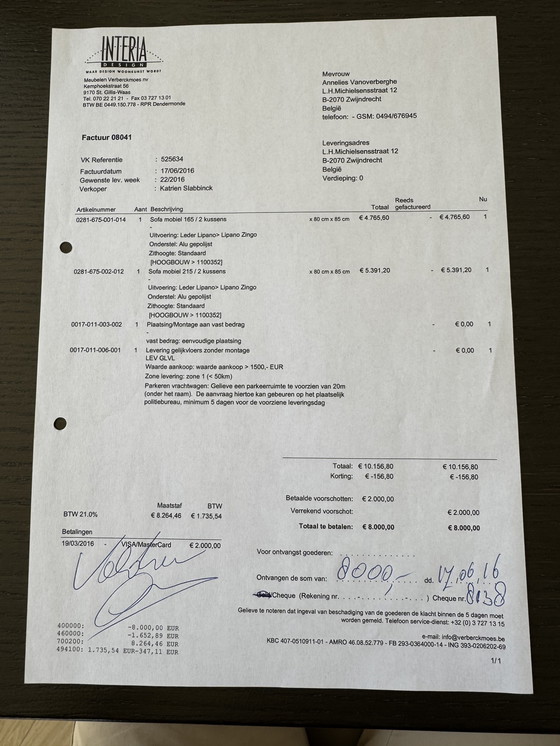 INTERIA
DESIGN
WAAR DESIGN WOONKUNST WORDT
Meubelen Verberckmoes nv
Kemphoekstraat 56
9170 St. Gillis-Waas
Tel. 070 22 21 21 - Fax 03 727 13 01
BTW BE 0449.150.778 - RPR Dendermonde
Mevrouw
Annelies Vanoverberghe
L.H.Michielsensstraat 12
B-2070 Zwijndrecht
België
telefoon: - GSM: 0494/676945
Factuur 08041
Leveringsadres
L.H.Michielsensstraat 12
B-2070 Zwijndrecht
België
Verdieping: 0
VK Referentie : 525634
Factuurdatum : 17/06/2016
Gewenste lev. week : 22/2016
Verkoper : Katrien Slabbinck
Artikelnummer Aant Beschrijving Totaal Reeds gefactureerd Nu
0281-675-001-014 1 Sofa mobiel 165 / 2 kussens x 80 cm x 85 cm € 4.765,60 - € 4.765,60 1
-
Uitvoering: Leder Lipano> Lipano Zingo
Onderstel: Alu gepolijst
Zithoogte: Standaard
[HOOGBOUW > 1100352]
0281-675-002-012 1 Sofa mobiel 215 / 2 kussens x 80 cm x 85 cm € 5.391,20 - € 5.391,20 1
-
Uitvoering: Leder Lipano> Lipano Zingo
Onderstel: Alu gepolijst
Zithoogte: Standaard
[HOOGBOUW > 1100352]
0017-011-003-002 1 Plaatsing/Montage aan vast bedrag - € 0,00 1
-
vast bedrag: eenvoudige plaatsing
0017-011-006-001 1 Levering gelijkvloers zonder montage - € 0,00 1
LEV GLVL
Waarde aankoop: waarde aankoop > 1500,- EUR
Zone levering: zone 1 (< 50km)
Parkeren vrachtwagen: Gelieve een parkeerruimte te voorzien van 20m
(onder het raam). De aanvraag hiertoe kan gebeuren op het plaatselijk
politiebureau, minimum 5 dagen voor de voorziene leveringsdag
Totaal: € 10.156,80 € 10.156,80
Korting: € -156,80 € -156,80
Betaalde voorschotten: € 2.000,00
Verrekend voorschot: € 2.000,00
Totaal te betalen: € 8.000,00 € 8.000,00
Maatstaf BTW
BTW 21.0% € 8.264,46 € 1.735,54
Betalingen
19/03/2016 - VISA/MasterCard € 2.000,00
Voor ontvangst goederen:
Ontvangen de som van: 8000,- dd. 17.06.16
Geld/Cheque (Rekening nr. . . . - . . . . . . . - . . ) Cheque nr. 8138
Gelieve te noteren dat ingeval van beschadiging van de goederen de klacht binnen de 5 dagen moet
worden gemeld. Telefoon service-dienst: +32 (0) 3 727 13 15
e-mail: info@verberckmoes.be
KBC 407-0510911-01 - AMRO 46.08.52.779 - FB 293-0364000-14 - ING 393-0206202-69
1/1
400000: -8.000,00 EUR
460000: -1.652,89 EUR
700200: 8.264,46 EUR
494100: 1.735,54 EUR-347,11 EUR